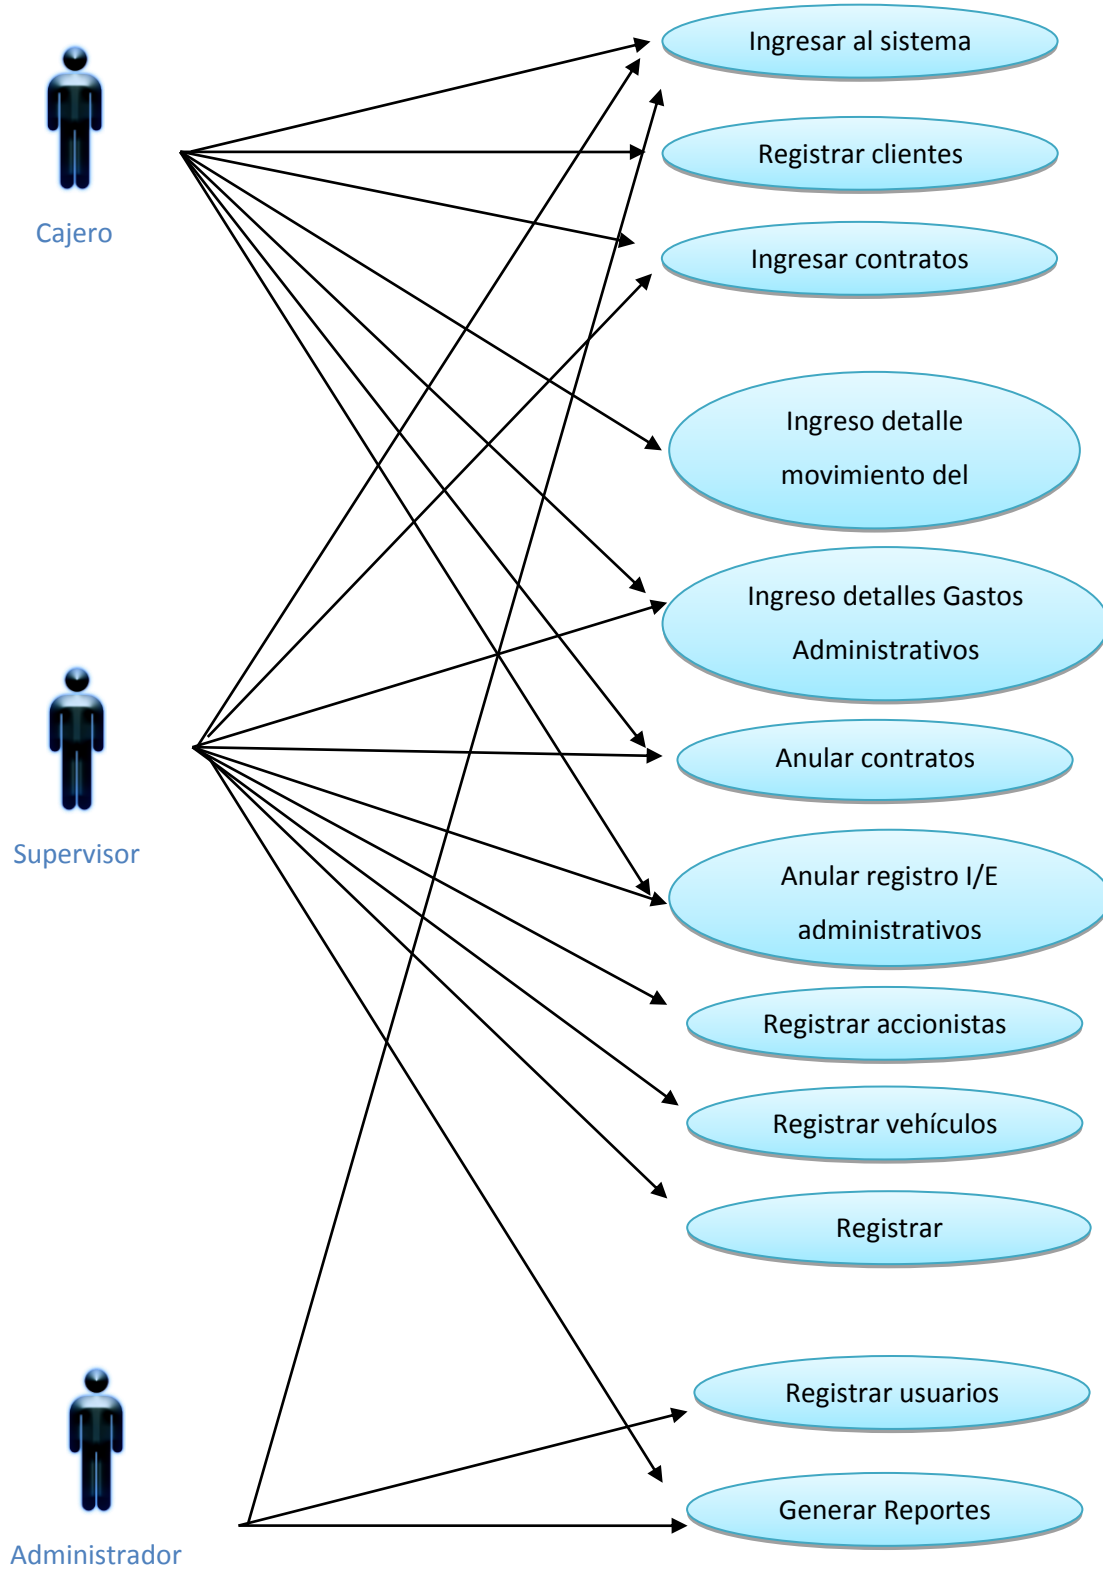 Ingresar al sistema
Registrar clientes
Cajero
Ingresar contratos
Ingreso detalle
movimiento del
Ingreso detalles Gastos
Administrativos
Anular contratos
Supervisor
Anular registro I/E
administrativos
Registrar accionistas
Registrar vehículos
Registrar
Registrar usuarios
Generar Reportes
Administrador